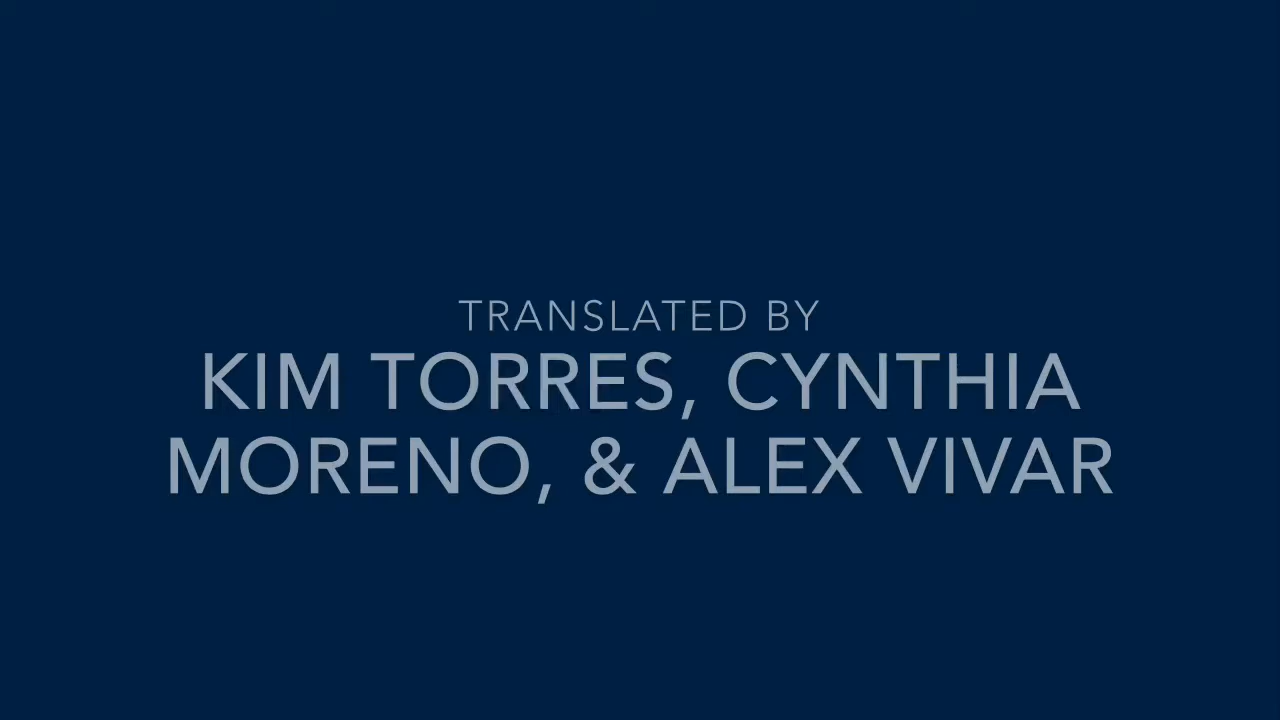 TRANSLATED BY
KIM TORRES, CYNTHIA
MORENO, & ALEX VIVAR